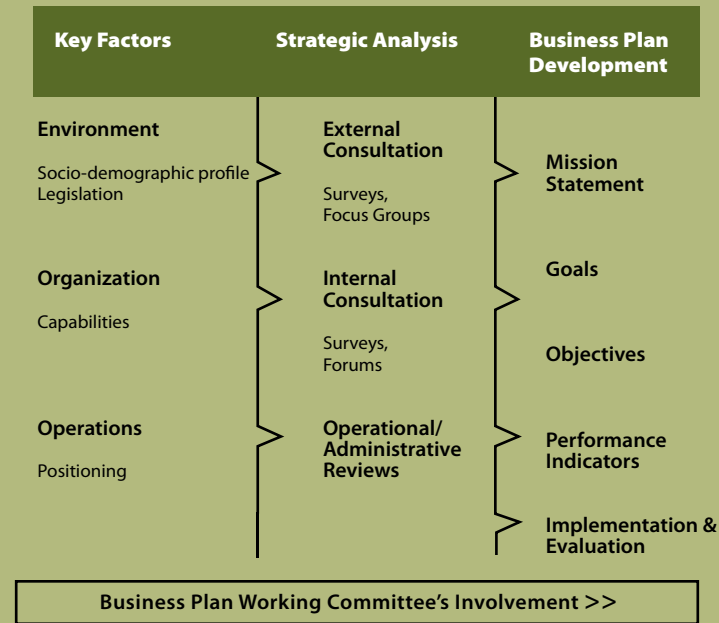 Key Factors
Strategic Analysis
Business Plan
Development
Environment
Socio-demographic profile
Legislation
Organization
Capabilities
Operations
Positioning
External
Consultation
Surveys,
Focus Groups
Internal
Consultation
Surveys,
Forums
Operational/
Administrative
Reviews
Mission
Statement
Goals
Objectives
Performance
Indicators
Implementation &
Evaluation
Business Plan Working Committee's Involvement >>